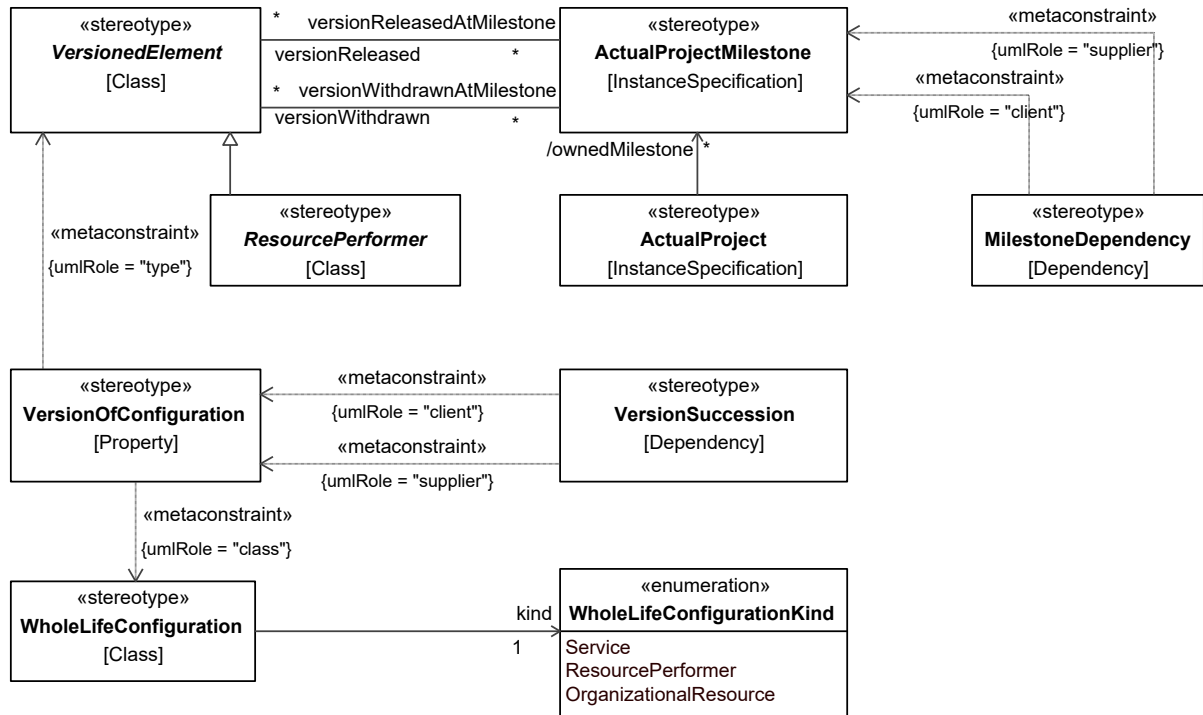 «stereotype»
VersionedElement
[Class]
* versionReleasedAtMilestone
versionReleased *
* versionWithdrawnAtMilestone
versionWithdrawn *
«stereotype»
ActualProjectMilestone
[InstanceSpecification]
«metaconstraint»
{umlRole = "supplier"}
«metaconstraint»
{umlRole = "client"}
/ownedMilestone *
«metaconstraint»
{umlRole = "type"}
«stereotype»
ResourcePerformer
[Class]
«stereotype»
ActualProject
[InstanceSpecification]
«stereotype»
MilestoneDependency
[Dependency]
«stereotype»
VersionOfConfiguration
[Property]
«metaconstraint»
{umlRole = "client"}
«metaconstraint»
{umlRole = "supplier"}
«stereotype»
VersionSuccession
[Dependency]
«metaconstraint»
{umlRole = "class"}
«stereotype»
WholeLifeConfiguration
[Class]
kind
1
«enumeration»
WholeLifeConfigurationKind
Service
ResourcePerformer
OrganizationalResource